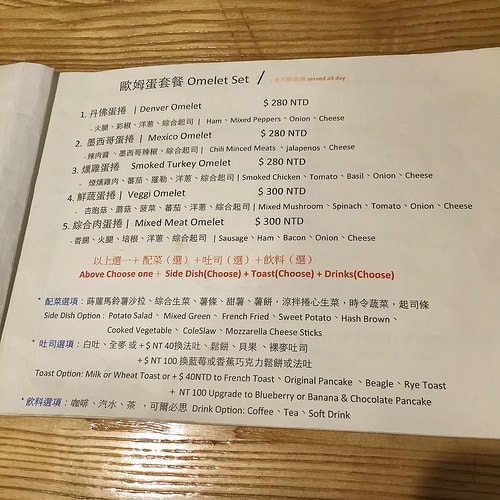 歐姆蛋套餐 Omelet Set / served all day
1. 丹佛蛋捲 | Denver Omelet $ 280 NTD
- 火腿、彩椒、洋蔥、綜合起司 | Ham、Mixed Peppers、Onion、Cheese
2. 墨西哥蛋捲 | Mexico Omelet $ 280 NTD
- 辣肉醬、墨西哥辣椒、綜合起司 | Chili Minced Meats、jalapenos、Cheese
3. 燻雞蛋捲 Smoked Turkey Omelet $ 280 NTD
- 煙燻雞肉、蕃茄、羅勒、洋蔥、綜合起司 | Smoked Chicken、Tomato、Basil、Onion、Cheese
4. 鮮蔬蛋捲 | Veggi Omelet $ 300 NTD
- 杏鮑菇、蘑菇、菠菜、蕃茄、洋蔥、綜合起司 | Mixed Mushroom、Spinach、Tomato、Onion、Cheese
5. 綜合肉蛋捲 | Mixed Meat Omelet $ 300 NTD
- 香腸、火腿、培根、洋蔥、綜合起司 | Sausage、Ham、Bacon、Onion、Cheese
以上選一＋ 配菜（選）＋吐司（選）＋飲料（選）
Above Choose one＋ Side Dish(Choose) + Toast(Choose) + Drinks(Choose)
* 配菜選項：蒔蘿馬鈴薯沙拉、綜合生菜、薯條、甜薯、薯餅，涼拌捲心生菜，時令蔬菜，起司條
Side Dish Option : Potato Salad、Mixed Green、French Fried、Sweet Potato、Hash Brown、
Cooked Vegetable、ColeSlaw、Mozzarella Cheese Sticks
* 吐司選項：白吐、全麥 或＋$ NT 40換法吐、鬆餅、貝果、裸麥吐司
＋$ NT 100 換藍莓或香蕉巧克力鬆餅或法吐
Toast Option: Milk or Wheat Toast or + $ 40NTD to French Toast、Original Pancake、Beagle、Rye Toast
+ NT 100 Upgrade to Blueberry or Banana & Chocolate Pancake
* 飲料選項：咖啡、汽水、茶，可爾必思 Drink Option: Coffee、Tea、Soft Drink